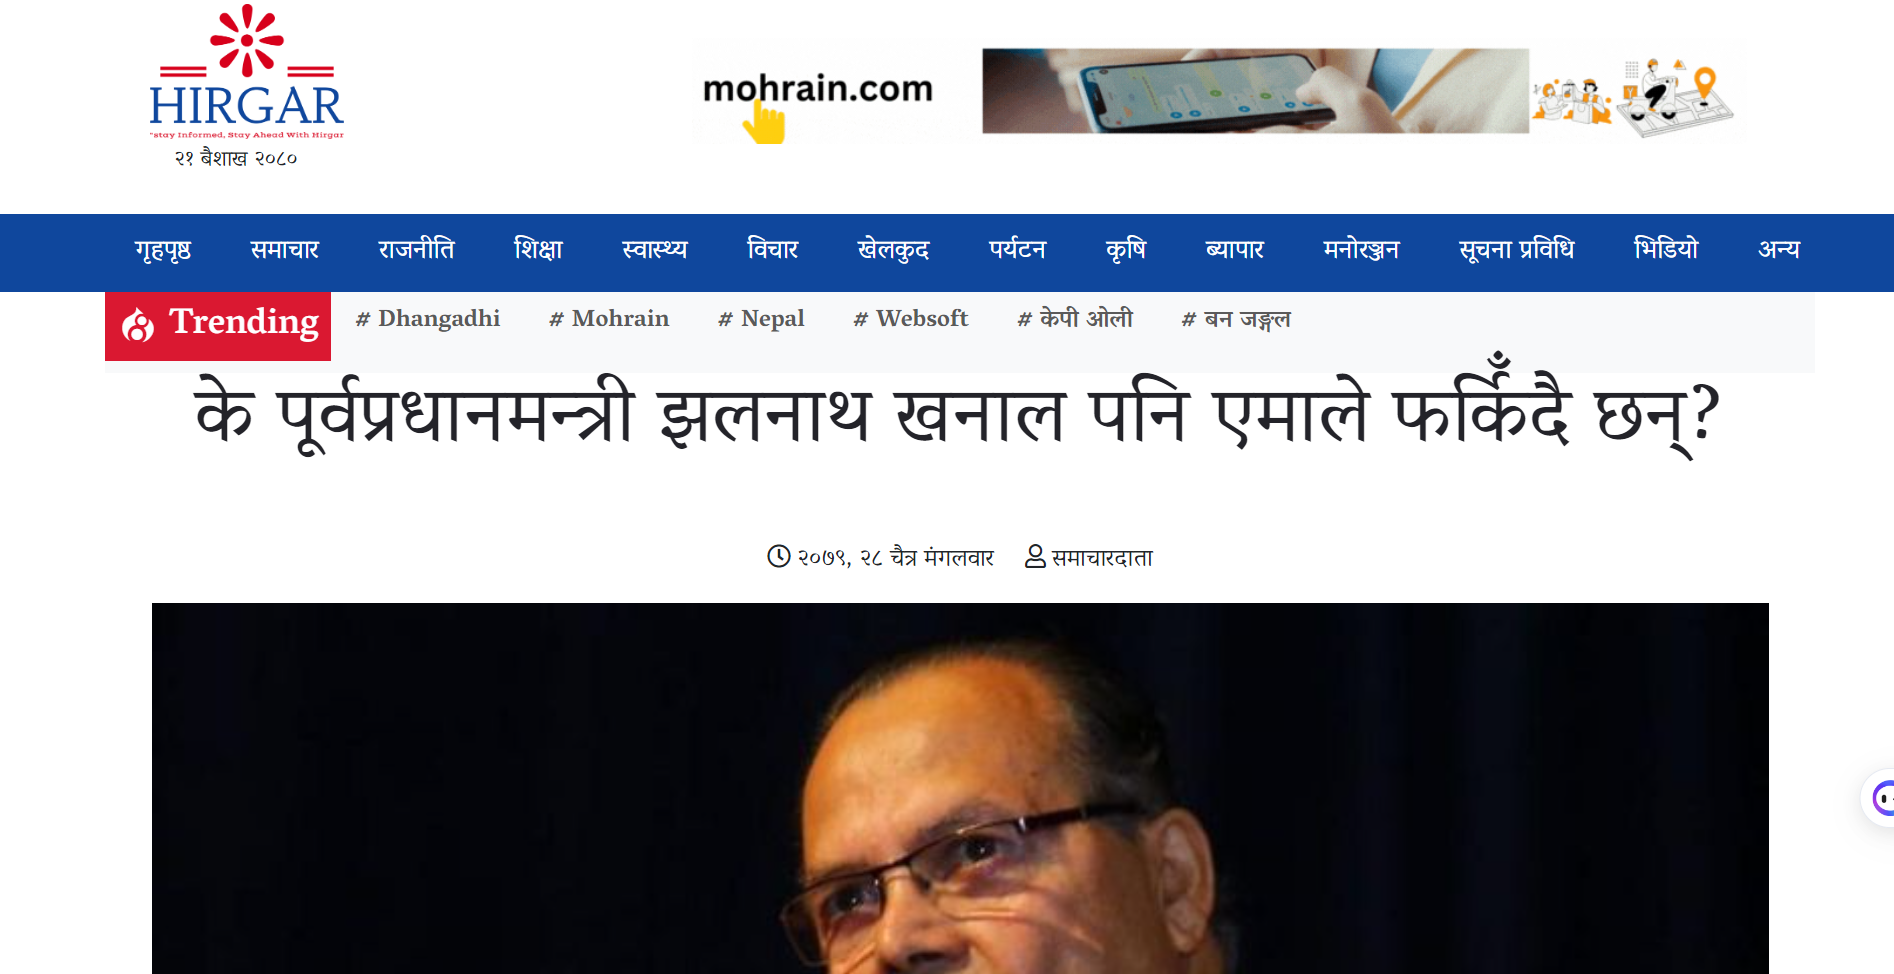 HIRGAR
"stay Informed, Stay Ahead With Hirgar
२१ बैशाख २०८०
mohrain.com
गृहपृष्ठ समाचार राजनीति शिक्षा स्वास्थ्य विचार खेलकुद पर्यटन कृषि ब्यापार मनोरञ्जन सूचना प्रविधि भिडियो अन्य
Trending # Dhangadhi # Mohrain # Nepal # Websoft # केपी ओली # बन जङ्गल
के पूर्वप्रधानमन्त्री झलनाथ खनाल पनि एमाले फर्किँदै छन्?
२०७९, २८ चैत्र मंगलवार समाचारदाता